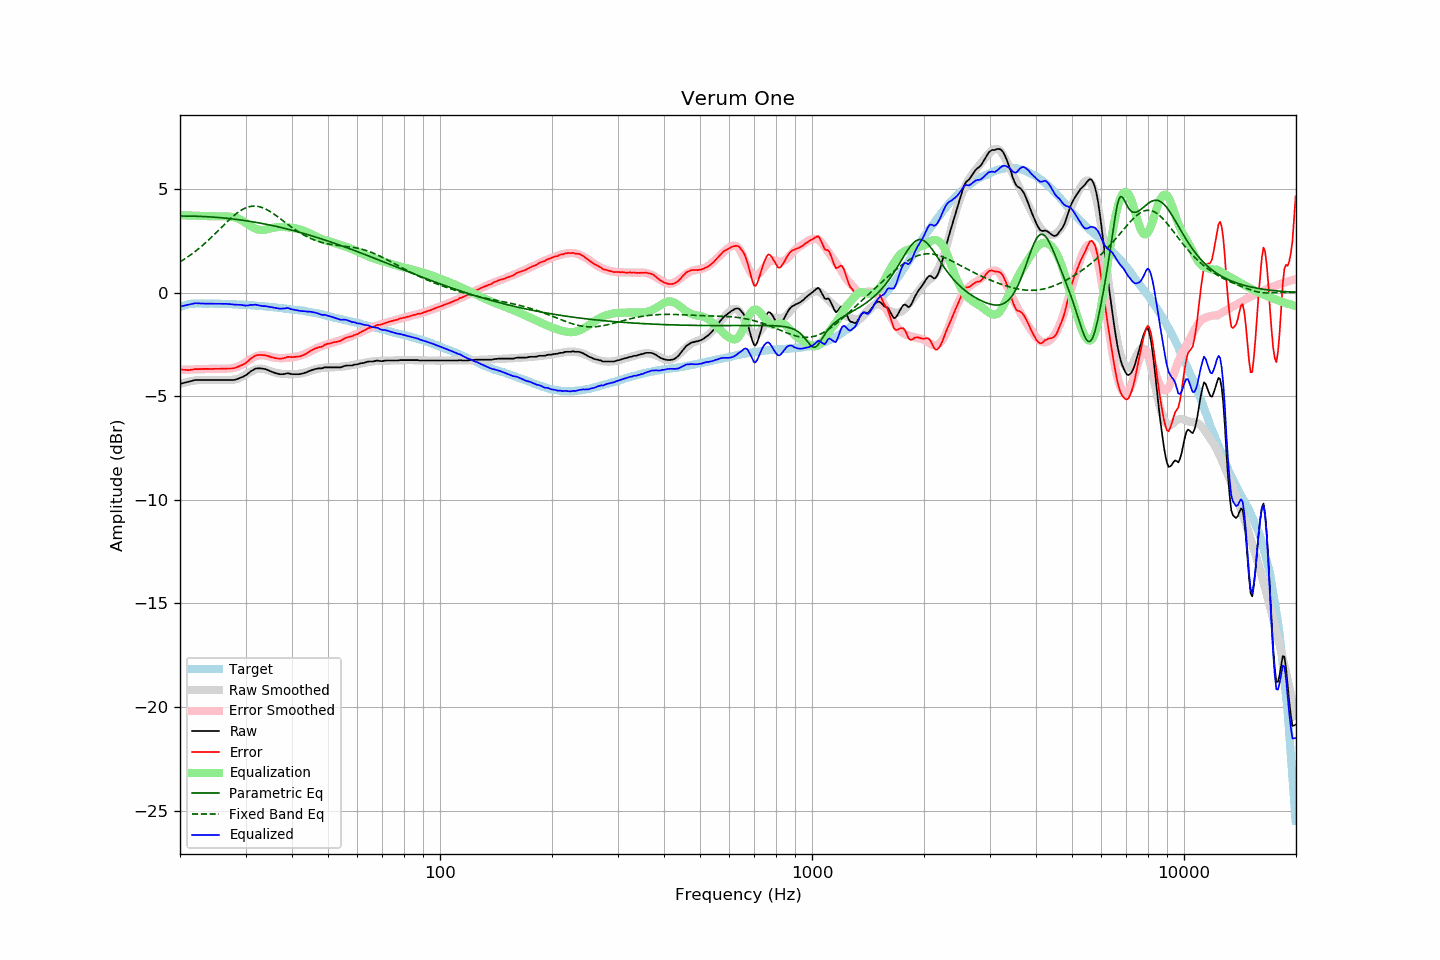 Verum One
Amplitude (dBr)
5
0
−5
−10
−15
−20
−25
Target
Raw Smoothed
Error Smoothed
Raw
Error
Equalization
Parametric Eq
Fixed Band Eq
Equalized
100 1000 10000
Frequency (Hz)